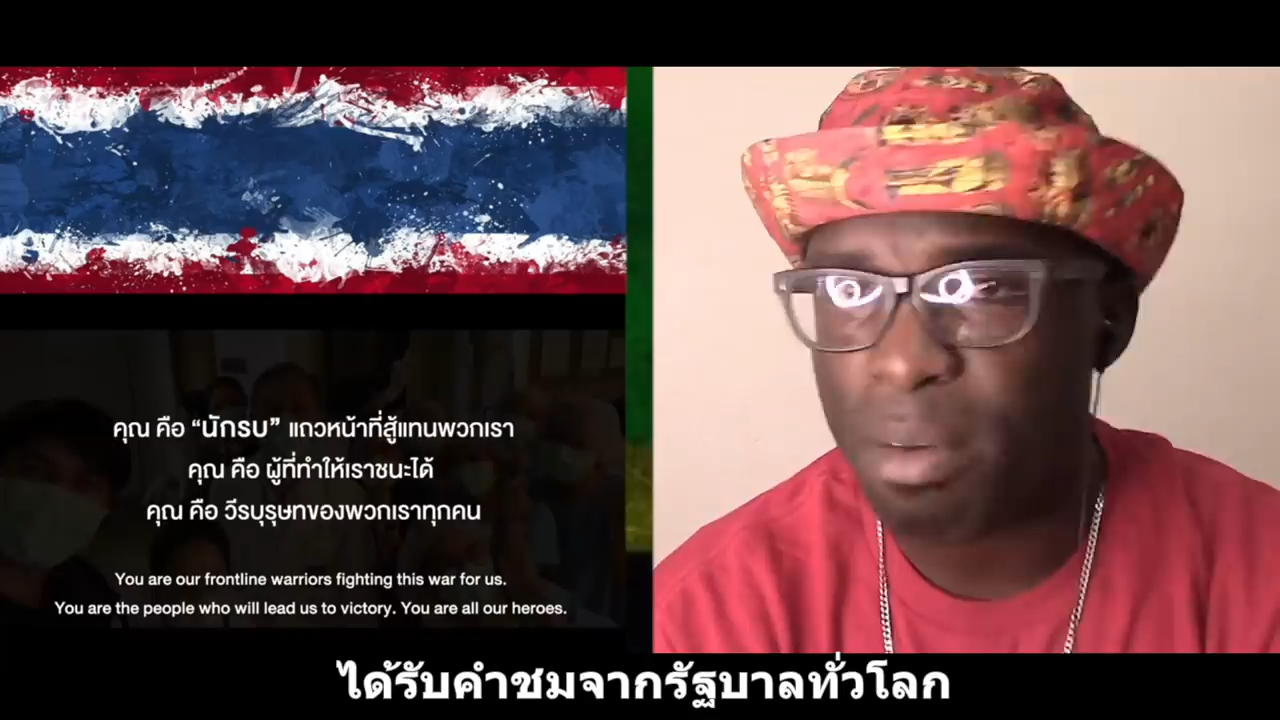 คุณ คือ “นักรบ” แถวหน้าที่สู้แทนพวกเรา
คุณ คือ ผู้ที่ทำให้เราชนะได้
คุณ คือ วีรบุรุษของพวกเราทุกคน
You are our frontline warriors fighting this war for us.
You are the people who will lead us to victory. You are all our heroes.
ได้รับคำชมจากรัฐบาลทั่วโลก